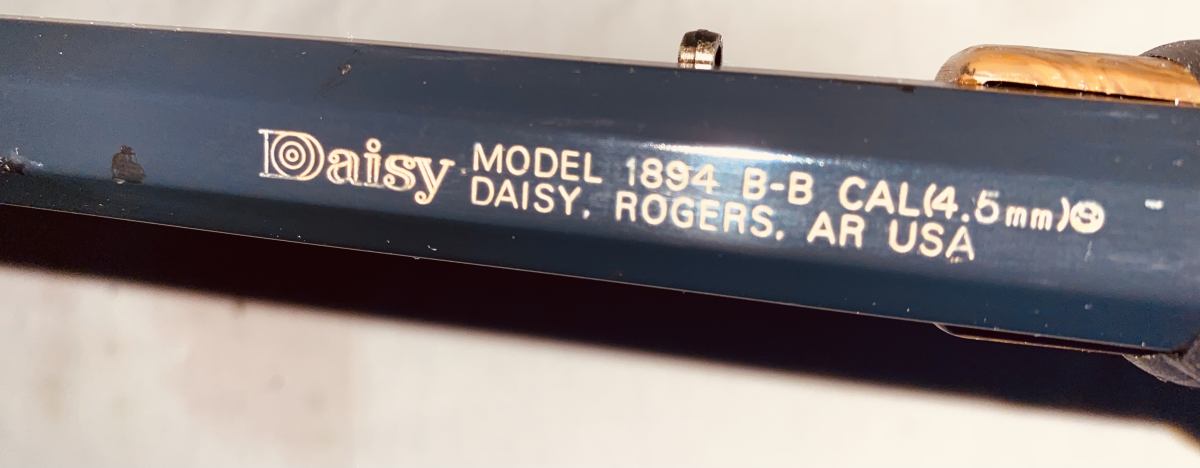 Daisy MODEL 1894 B-B CAL(4.5mm)Ⓢ
DAISY, ROGERS, AR USA